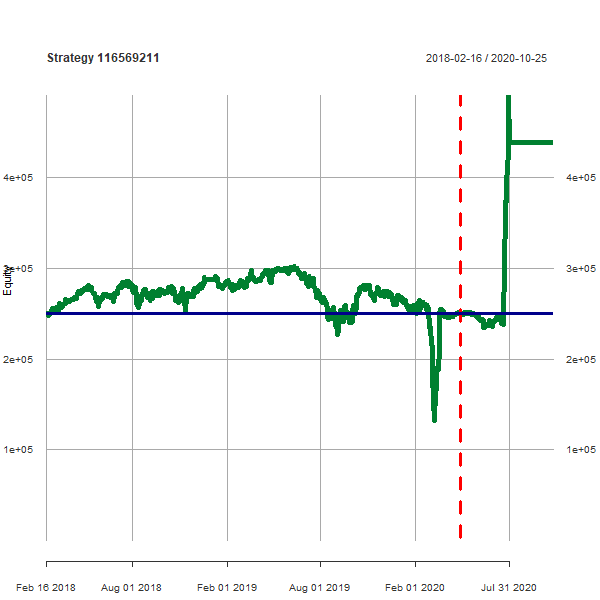 Strategy 116569211
2018-02-16 / 2020-10-25
4e+05
4e+05
3e+05
3e+05
Equity
2e+05
2e+05
1e+05
1e+05
Feb 16 2018
Aug 01 2018
Feb 01 2019
Aug 01 2019
Feb 01 2020
Jul 31 2020